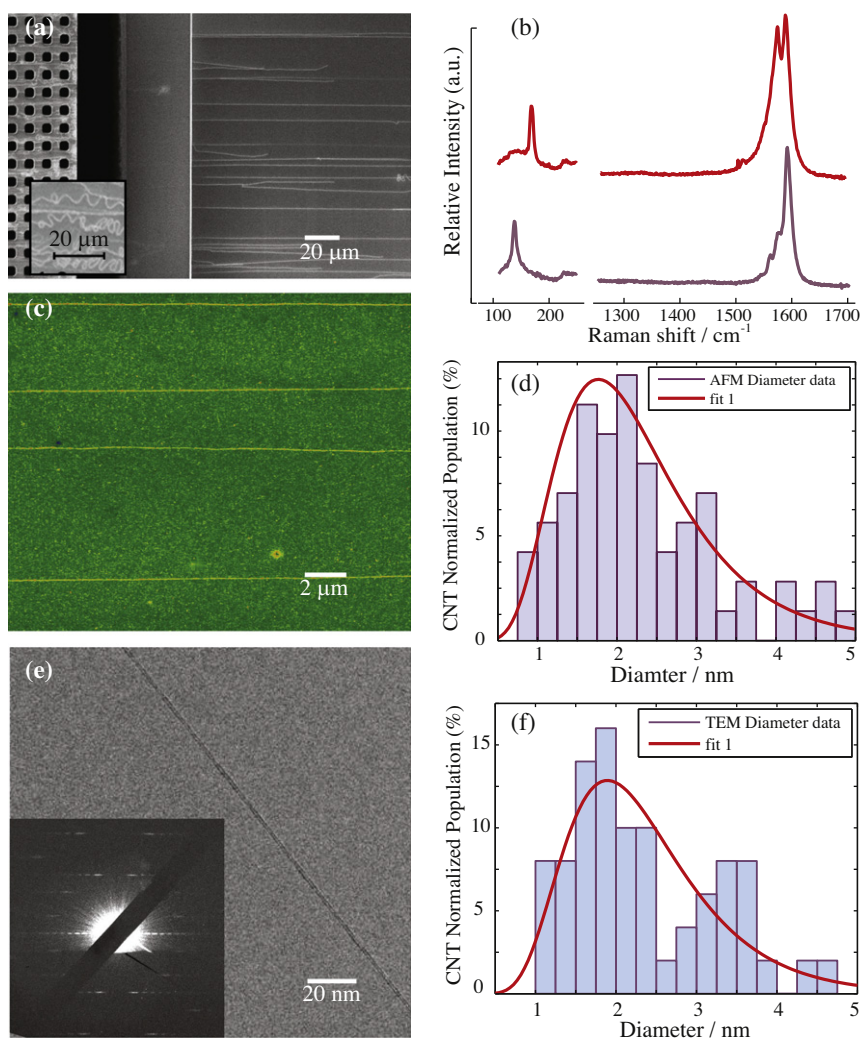 (a)
20 μm
20 μm
(b)
Relative Intensity (a.u.)
100 200 1300 1400 1500 1600 1700
Raman shift / cm-1
(c)
2 μm
(d)
AFM Diameter data
fit 1
CNT Normalized Population (%)
10
5
0
1 2 3 4 5
Diamter / nm
(e)
20 nm
(f)
TEM Diameter data
fit 1
CNT Normalized Population (%)
15
10
5
0
1 2 3 4 5
Diameter / nm